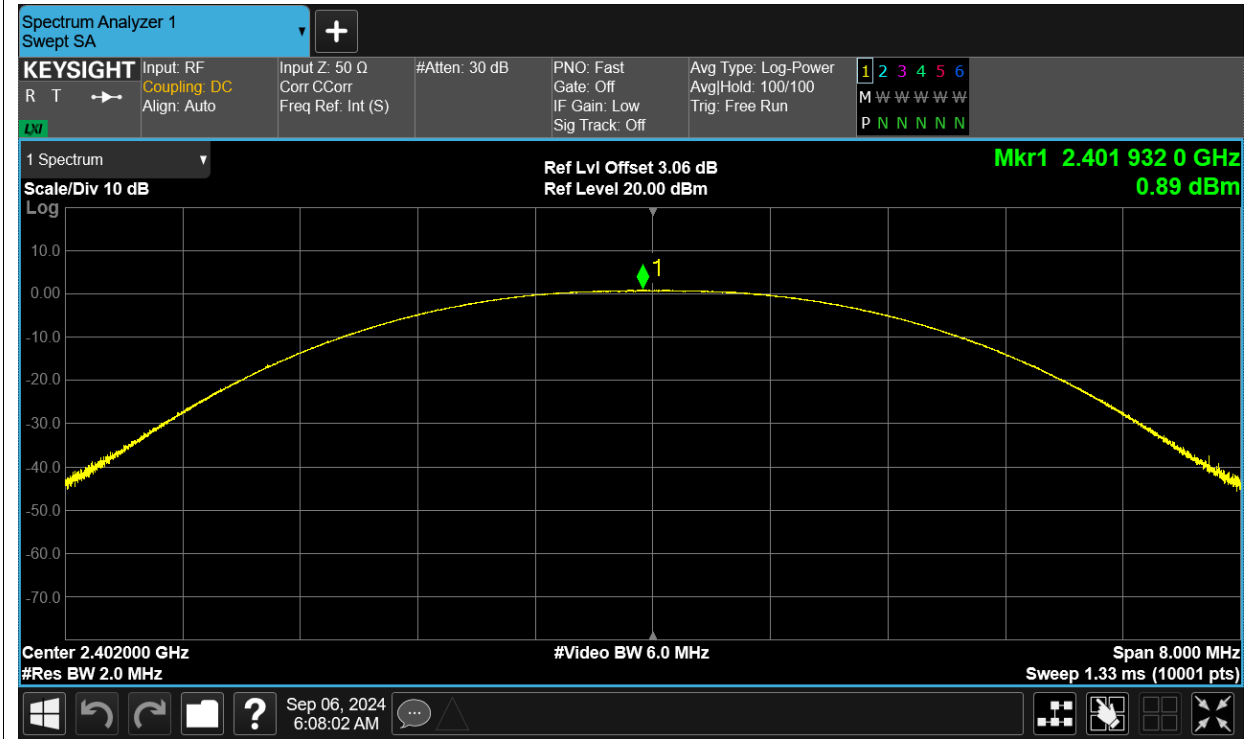 Spectrum Analyzer 1
Swept SA
KEYSIGHT
R T
LXI
Input: RF
Coupling: DC
Align: Auto
Input Z: 50 Ω
Corr CCorr
Freq Ref: Int (S)
#Atten: 30 dB
PNO: Fast
Gate: Off
IF Gain: Low
Sig Track: Off
Avg Type: Log-Power
Avg|Hold: 100/100
Trig: Free Run
1 2 3 4 5 6
M W W W W W
P N N N N N
1 Spectrum
Scale/Div 10 dB
Log
Ref Lvl Offset 3.06 dB
Ref Level 20.00 dBm
Mkr1 2.401 932 0 GHz
0.89 dBm
10.0
1
0.00
-10.0
-20.0
-30.0
-40.0
-50.0
-60.0
-70.0
Center 2.402000 GHz
#Res BW 2.0 MHz
#Video BW 6.0 MHz
Span 8.000 MHz
Sweep 1.33 ms (10001 pts)
?
Sep 06, 2024
6:08:02 AM